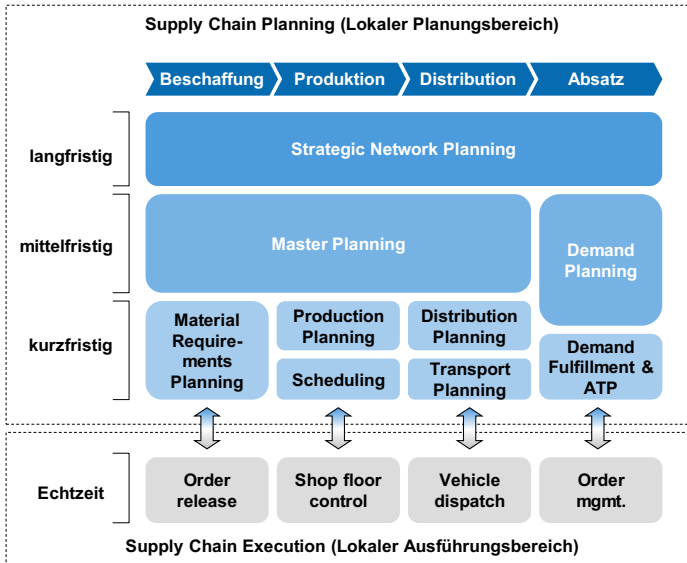 Supply Chain Planning (Lokaler Planungsbereich)
Beschaffung
Produktion
Distribution
Absatz
langfristig
Strategic Network Planning
mittelfristig
Master Planning
Demand
Planning
kurzfristig
Material
Require-
ments
Planning
Production
Planning
Scheduling
Distribution
Planning
Transport
Planning
Demand
Fulfillment &
ATP
Echtzeit
Order
release
Shop floor
control
Vehicle
dispatch
Order
mgmt.
Supply Chain Execution (Lokaler Ausführungsbereich)